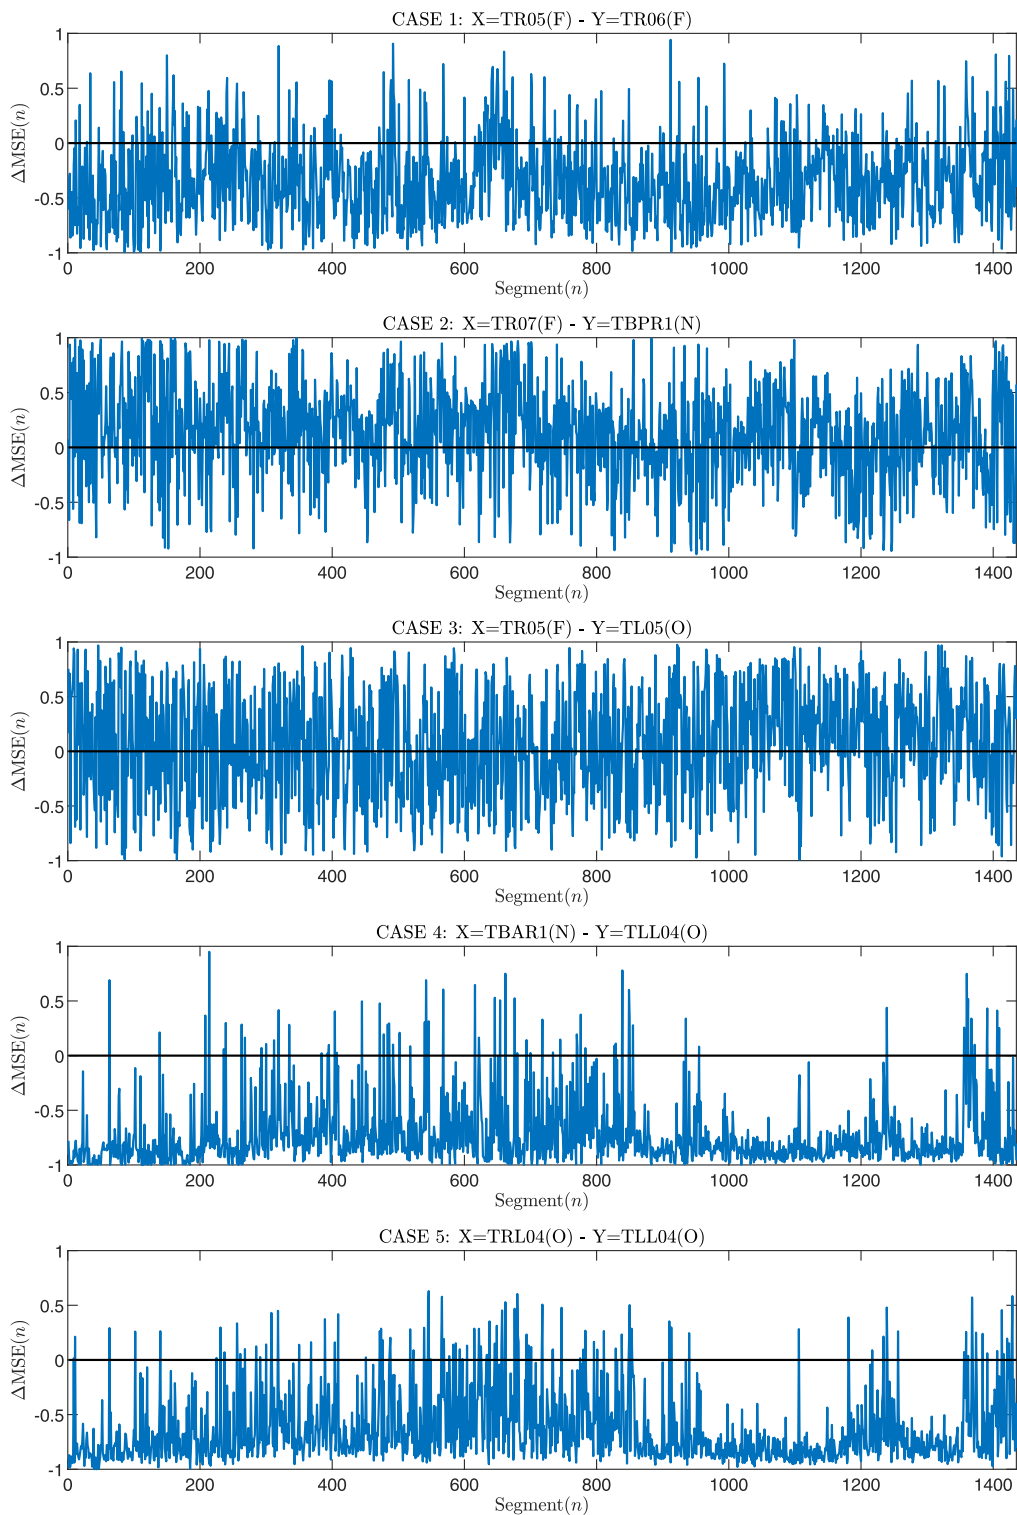 CASE 1: X=TR05(F) - Y=TR06(F)
1
0.5
0
-0.5
-1
ΔMSE(n)
0 200 400 600 800 1000 1200 1400
Segment(n)
CASE 2: X=TR07(F) - Y=TBPR1(N)
1
0.5
0
-0.5
-1
ΔMSE(n)
0 200 400 600 800 1000 1200 1400
Segment(n)
CASE 3: X=TR05(F) - Y=TL05(O)
1
0.5
0
-0.5
-1
ΔMSE(n)
0 200 400 600 800 1000 1200 1400
Segment(n)
CASE 4: X=TBAR1(N) - Y=TLL04(O)
1
0.5
0
-0.5
-1
ΔMSE(n)
0 200 400 600 800 1000 1200 1400
Segment(n)
CASE 5: X=TRL04(O) - Y=TLL04(O)
1
0.5
0
-0.5
-1
ΔMSE(n)
0 200 400 600 800 1000 1200 1400
Segment(n)